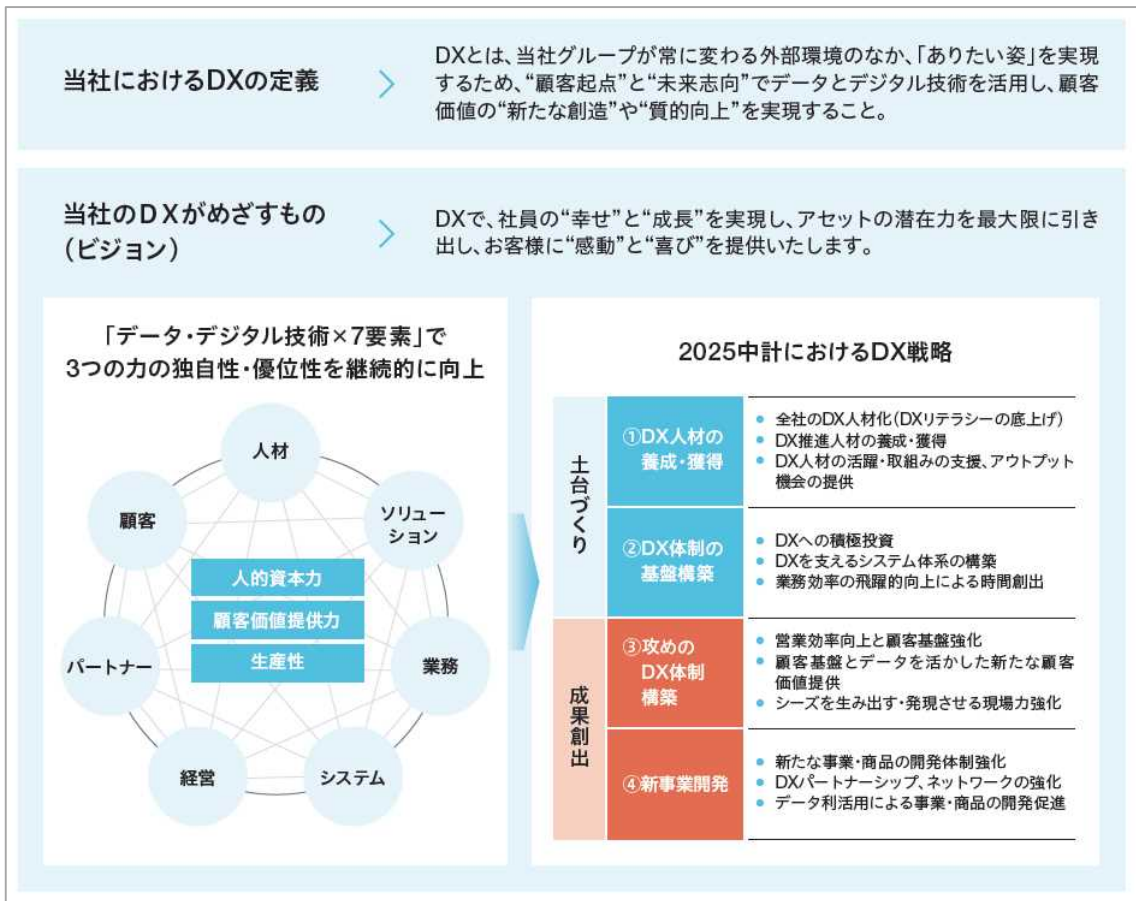 当社におけるDXの定義
DXとは、当社グループが常に変わる外部環境のなか、「ありたい姿」を実現
するため、“顧客起点”と“未来志向”でデータとデジタル技術を活用し、顧客
価値の“新たな創造”や“質的向上”を実現すること。
当社のDXがめざすもの
（ビジョン）
DXで、社員の“幸せ”と“成長”を実現し、アセットの潜在力を最大限に引き
出し、お客様に“感動”と“喜び”を提供いたします。
「データ・デジタル技術×7要素」で
3つの力の独自性・優位性を継続的に向上
人材
顧客
ソリュー
ション
人的資本力
顧客価値提供力
生産性
パートナー
業務
経営
システム
2025中計におけるDX戦略
土台づくり
①DX人材の
養成・獲得
• 全社のDX人材化（DXリテラシーの底上げ）
• DX推進人材の養成・獲得
• DX人材の活躍・取組みの支援、アウトプット
機会の提供
②DX体制の
基盤構築
• DXへの積極投資
• DXを支えるシステム体系の構築
• 業務効率の飛躍的向上による時間創出
成果創出
③攻めの
DX体制
構築
• 営業効率向上と顧客基盤強化
• 顧客基盤とデータを活かした新たな顧客
価値提供
• シーズを生み出す・発現させる現場力強化
④新事業開発
• 新たな事業・商品の開発体制強化
• DXパートナーシップ、ネットワークの強化
• データ利活用による事業・商品の開発促進